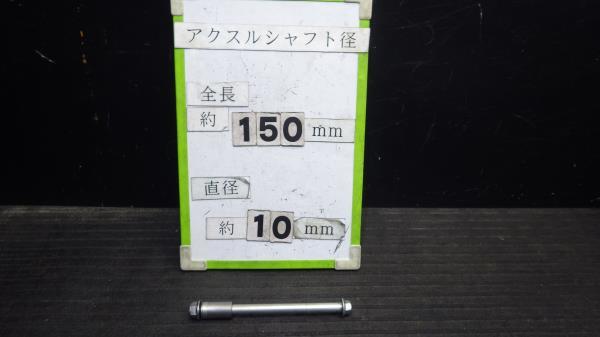 アクスルシャフト径
全長
約 150 mm
直径
約 10 mm